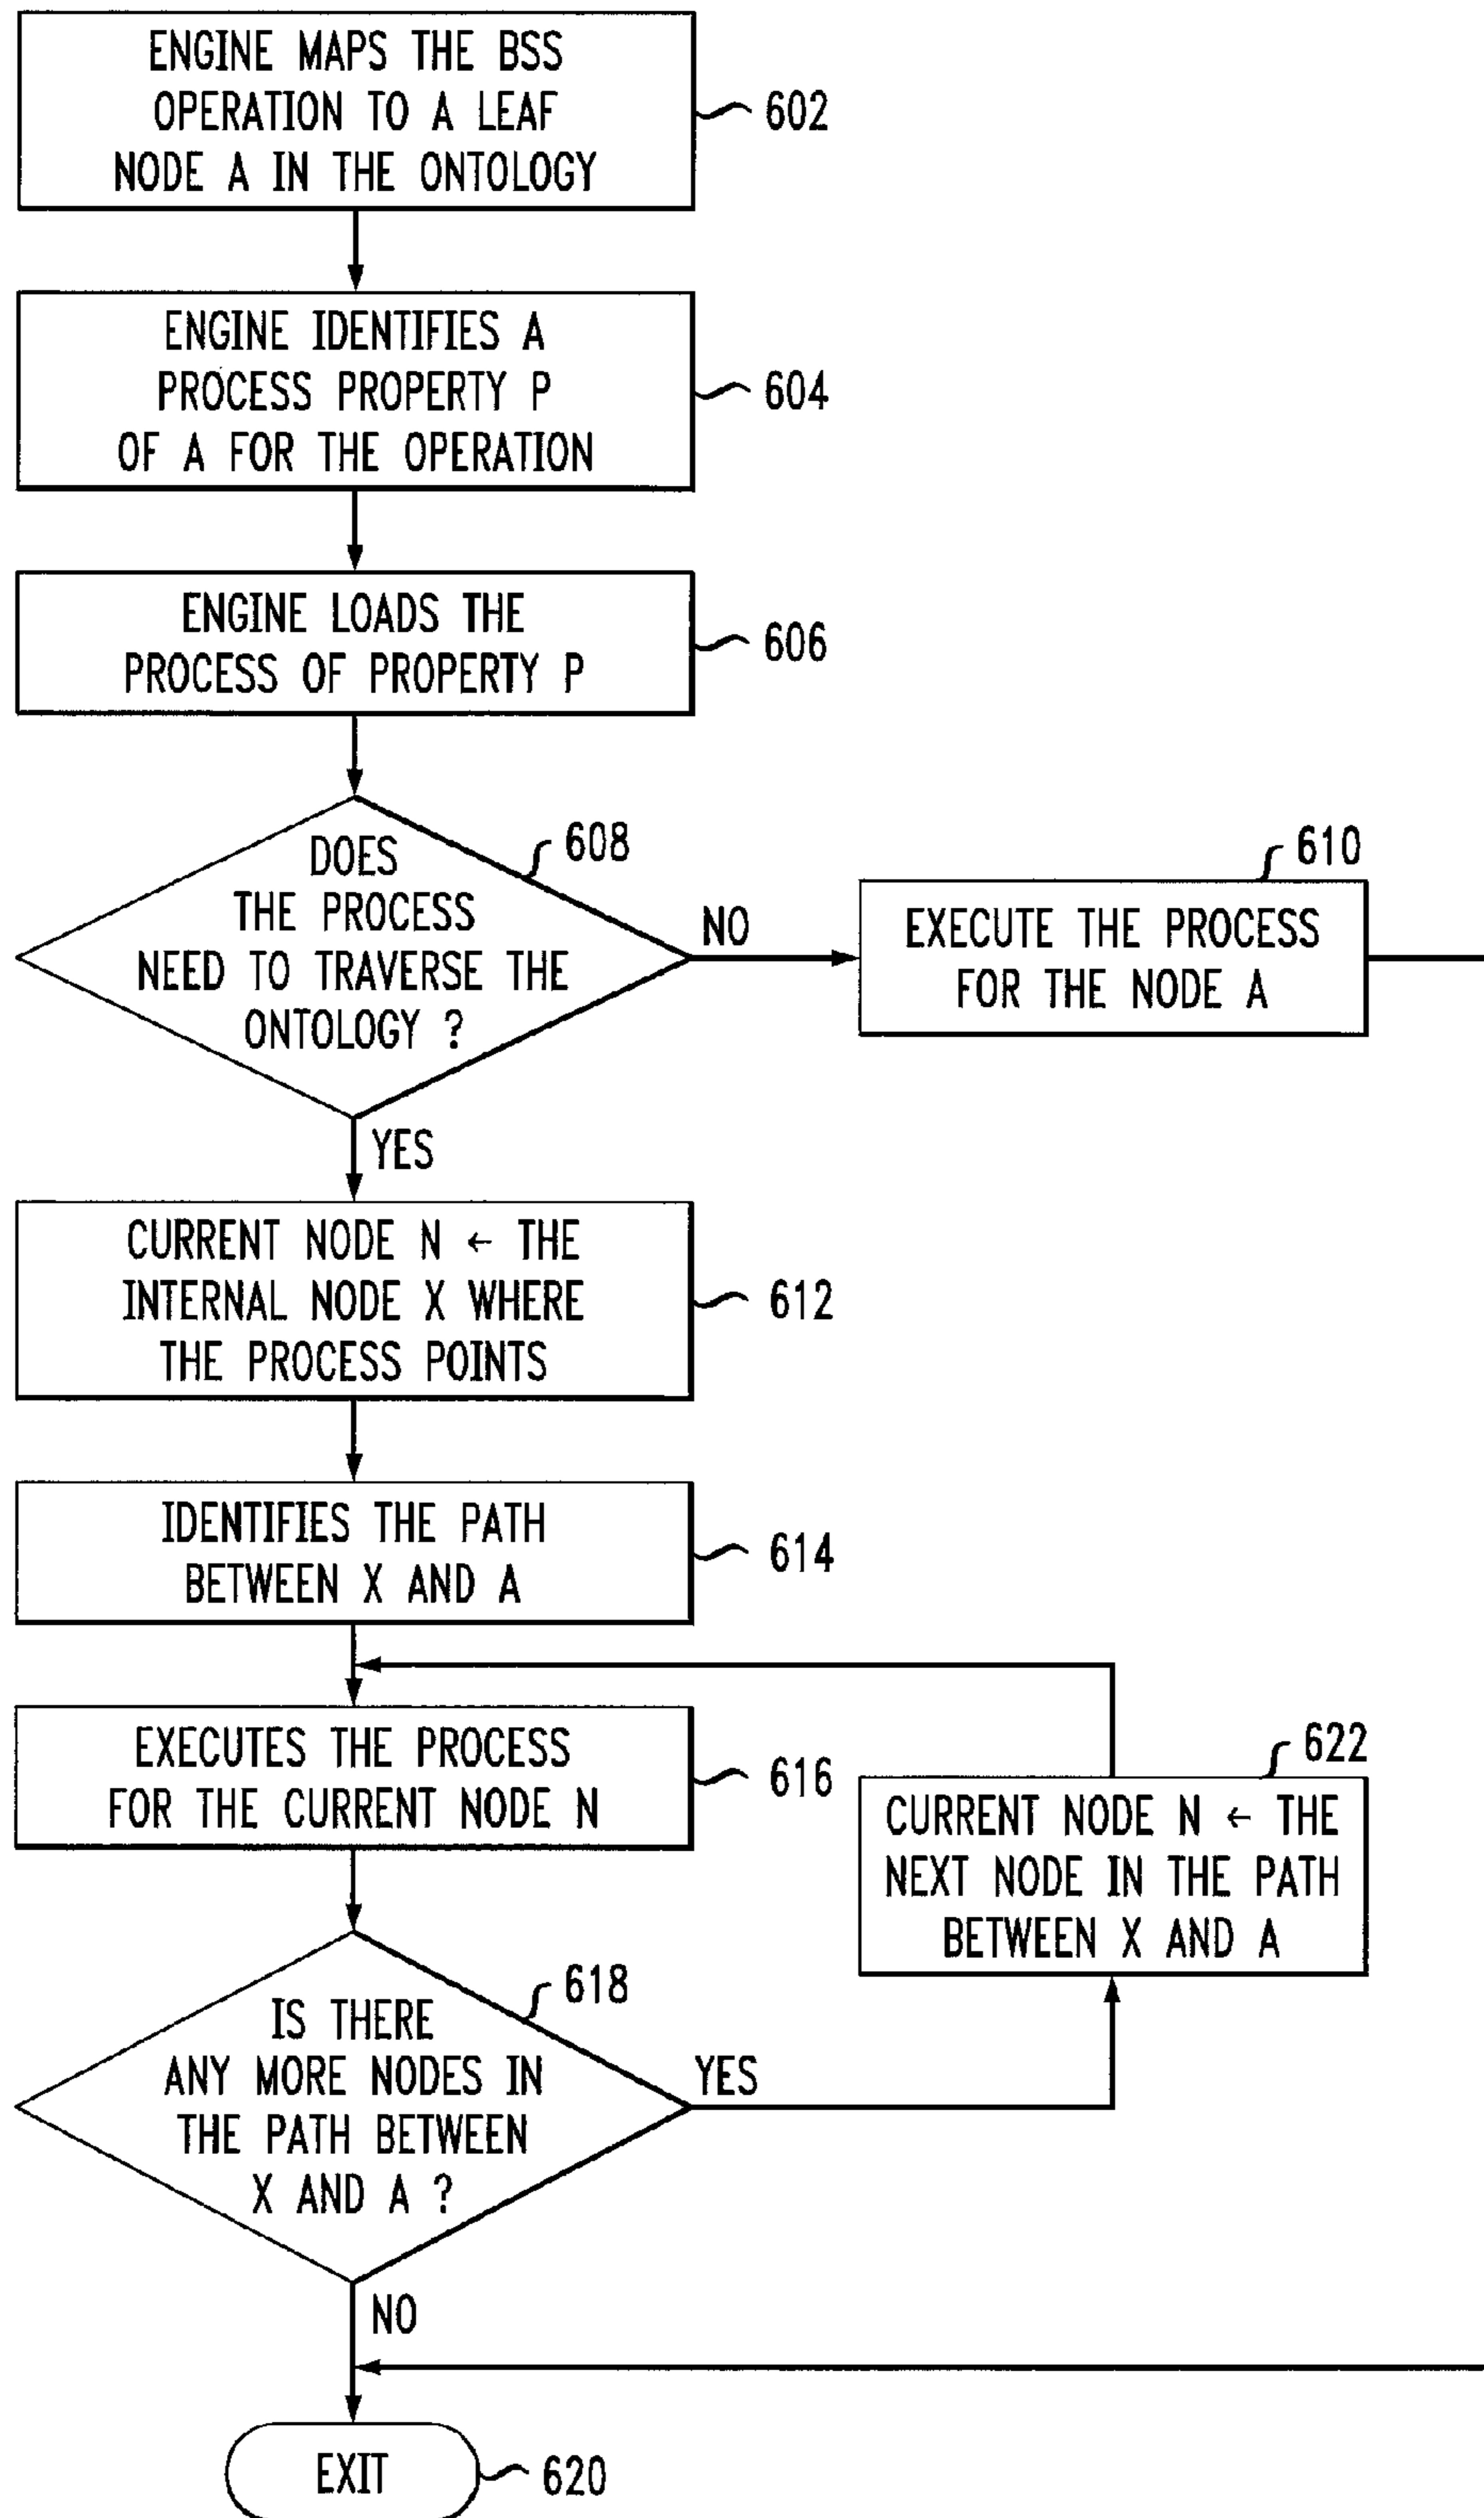 ENGINE MAPS THE BSS
OPERATION TO A LEAF
NODE A IN THE ONTOLOGY
602
ENGINE IDENTIFIES A
PROCESS PROPERTY P
OF A FOR THE OPERATION
604
ENGINE LOADS THE
PROCESS OF PROPERTY P
606
DOES
THE PROCESS
NEED TO TRAVERSE THE
ONTOLOGY ?
608
NO
610
EXECUTE THE PROCESS
FOR THE NODE A
YES
CURRENT NODE N ← THE
INTERNAL NODE X WHERE
THE PROCESS POINTS
612
IDENTIFIES THE PATH
BETWEEN X AND A
614
EXECUTES THE PROCESS
FOR THE CURRENT NODE N
616
622
CURRENT NODE N ← THE
NEXT NODE IN THE PATH
BETWEEN X AND A
IS THERE
ANY MORE NODES IN
THE PATH BETWEEN
X AND A ?
618
YES
NO
EXIT
620